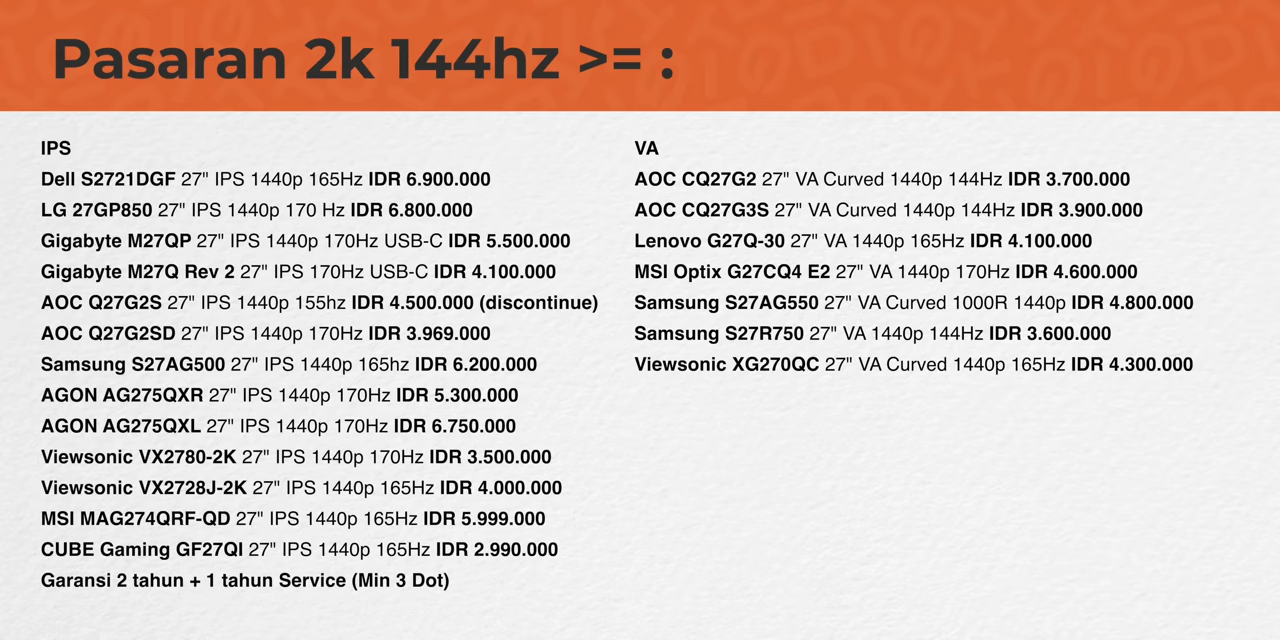 Pasaran 2k 144hz >= :
IPS
Dell S2721DGF 27" IPS 1440p 165Hz IDR 6.900.000
LG 27GP850 27" IPS 1440p 170 Hz IDR 6.800.000
Gigabyte M27QP 27" IPS 1440p 170Hz USB-C IDR 5.500.000
Gigabyte M27Q Rev 2 27" IPS 170Hz USB-C IDR 4.100.000
AOC Q27G2S 27" IPS 1440p 155hz IDR 4.500.000 (discontinue)
AOC Q27G2SD 27" IPS 1440p 170Hz IDR 3.969.000
Samsung S27AG500 27" IPS 1440p 165hz IDR 6.200.000
AGON AG275QXR 27" IPS 1440p 170Hz IDR 5.300.000
AGON AG275QXL 27" IPS 1440p 170Hz IDR 6.750.000
Viewsonic VX2780-2K 27" IPS 1440p 170Hz IDR 3.500.000
Viewsonic VX2728J-2K 27" IPS 1440p 165Hz IDR 4.000.000
MSI MAG274QRF-QD 27" IPS 1440p 165Hz IDR 5.999.000
CUBE Gaming GF27QI 27" IPS 1440p 165Hz IDR 2.990.000
Garansi 2 tahun + 1 tahun Service (Min 3 Dot)
VA
AOC CQ27G2 27" VA Curved 1440p 144Hz IDR 3.700.000
AOC CQ27G3S 27" VA Curved 1440p 144Hz IDR 3.900.000
Lenovo G27Q-30 27" VA 1440p 165Hz IDR 4.100.000
MSI Optix G27CQ4 E2 27" VA 1440p 170Hz IDR 4.600.000
Samsung S27AG550 27" VA Curved 1000R 1440p IDR 4.800.000
Samsung S27R750 27" VA 1440p 144Hz IDR 3.600.000
Viewsonic XG270QC 27" VA Curved 1440p 165Hz IDR 4.300.000